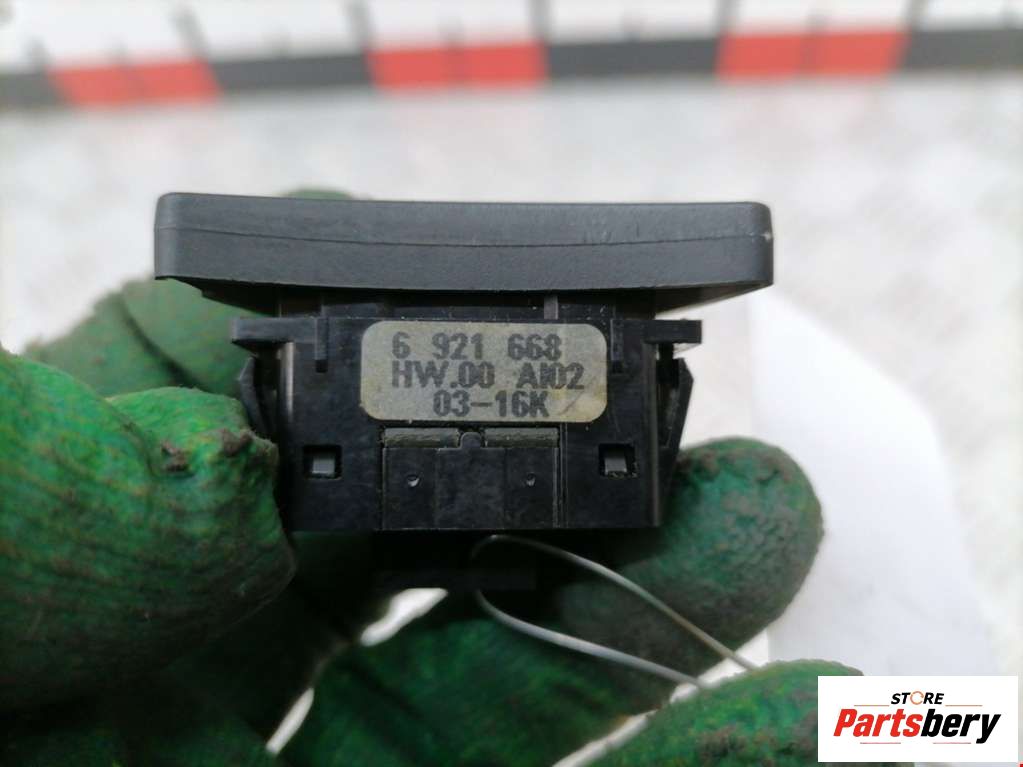 6 921 668
HW.00 AI02
03-16K
STORE
Partsbery